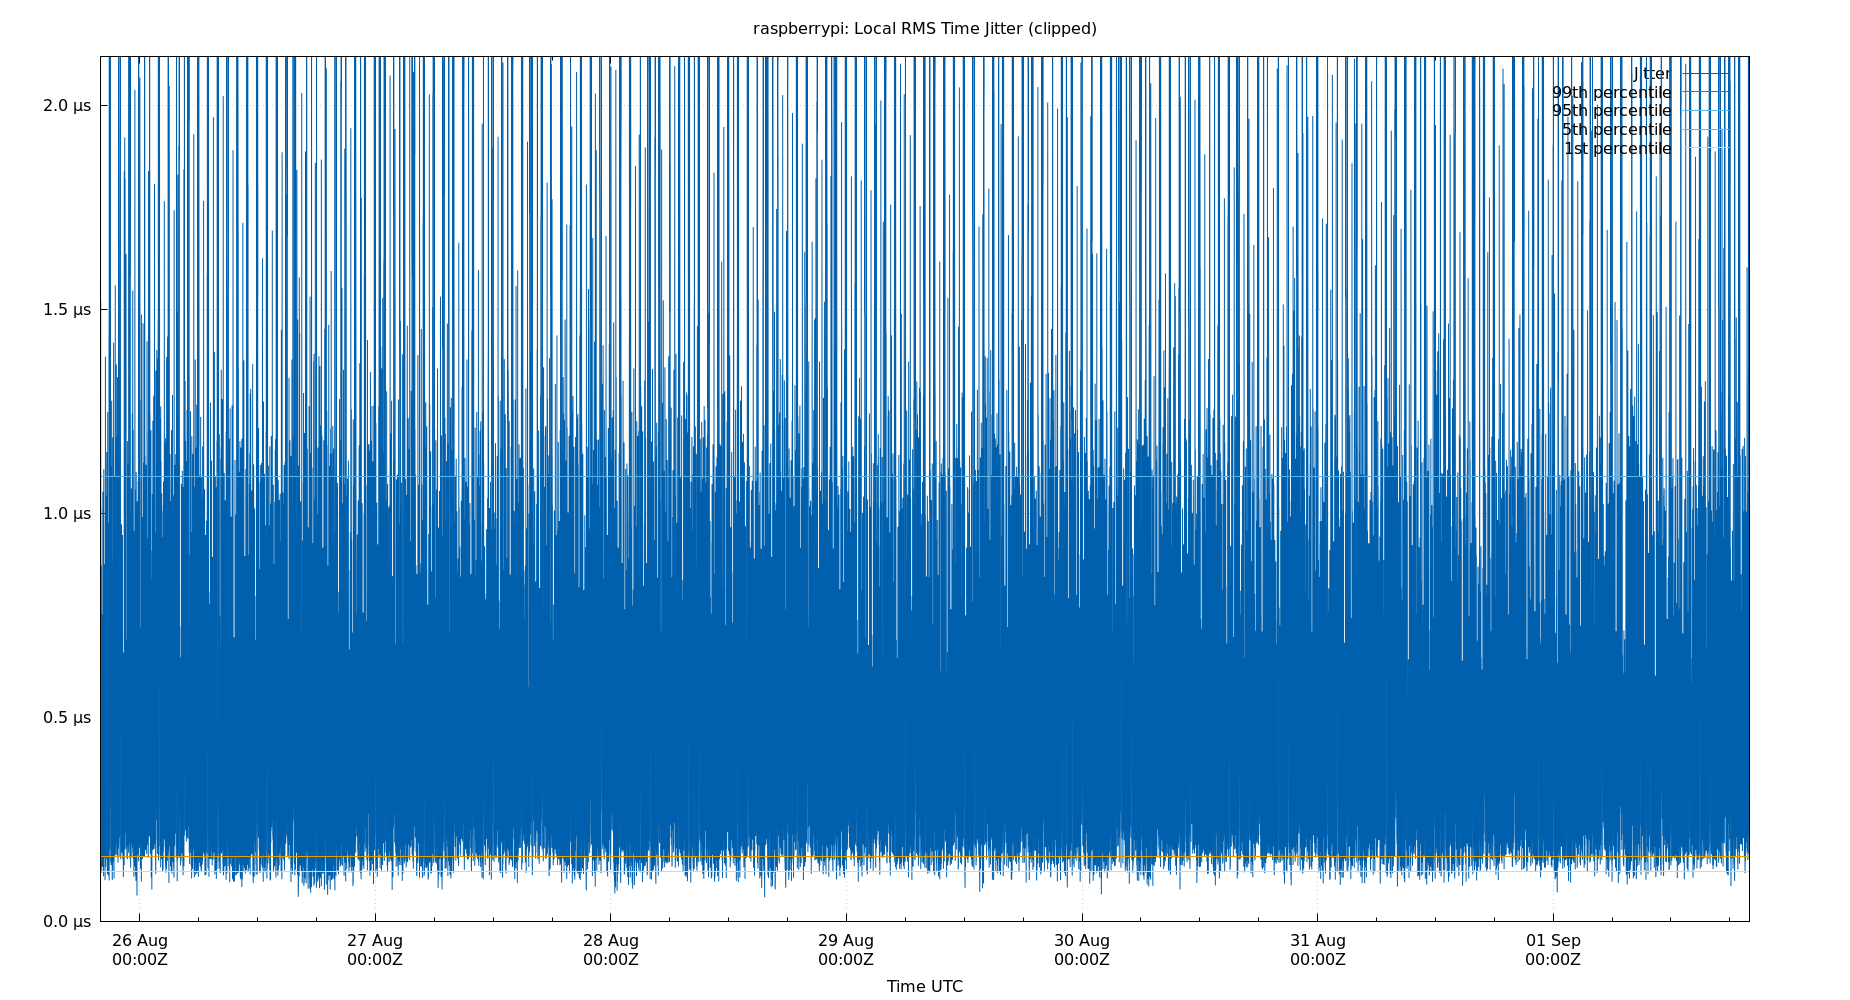 raspberrypi: Local RMS Time Jitter (clipped)
Jitter
99th percentile
95th percentile
5th percentile
1st percentile
2.0 µs
1.5 µs
1.0 µs
0.5 µs
0.0 µs
26 Aug 27 Aug 28 Aug 29 Aug 30 Aug 31 Aug 01 Sep
00:00Z 00:00Z 00:00Z 00:00Z 00:00Z 00:00Z 00:00Z
Time UTC